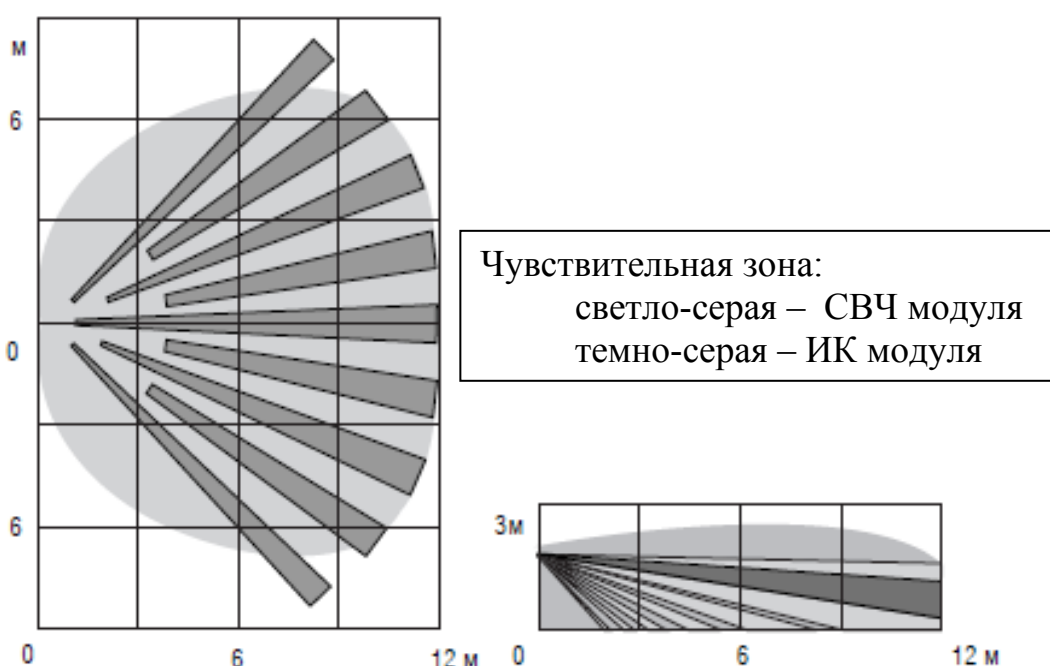 м
6
0
6
0 6 12 м
Чувствительная зона:
светло-серая – СВЧ модуля
темно-серая – ИК модуля
3м
0 6 12 м